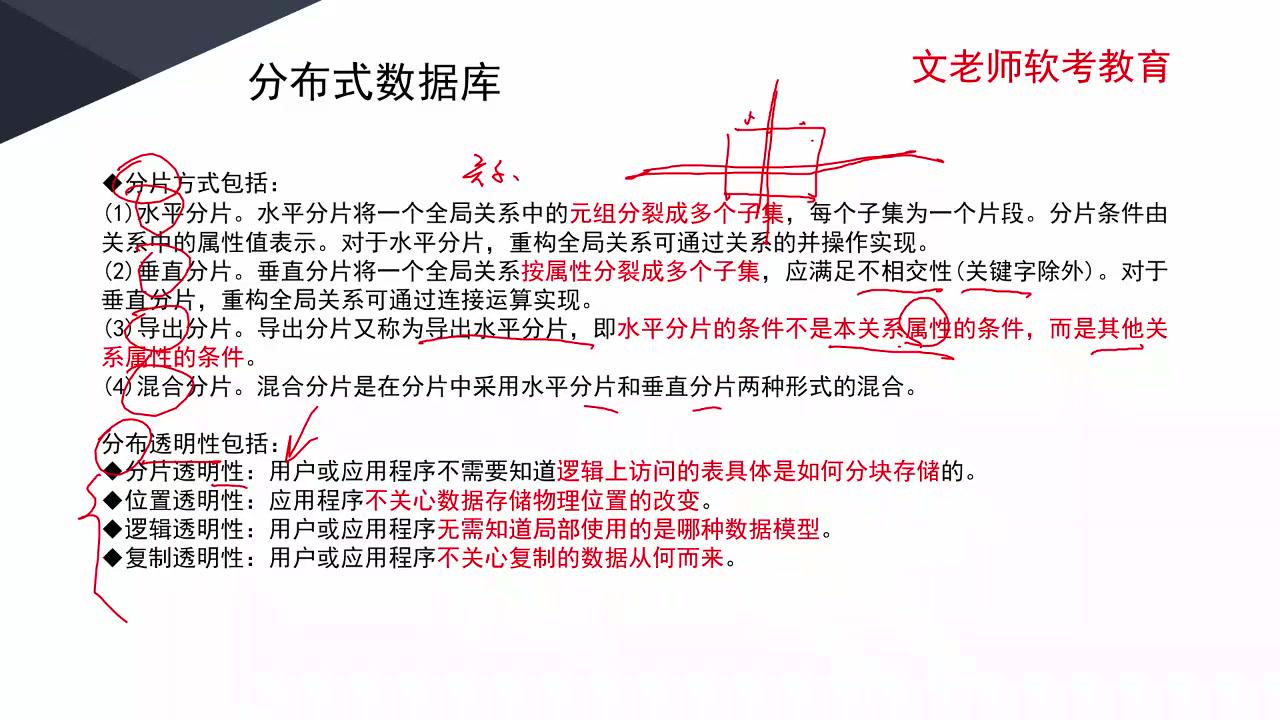 分布式数据库
文老师软考教育
◆分片方式包括：
(1)水平分片。水平分片将一个全局关系中的元组分裂成多个子集，每个子集为一个片段。分片条件由
关系中的属性值表示。对于水平分片，重构全局关系可通过关系的并操作实现。
(2)垂直分片。垂直分片将一个全局关系按属性分裂成多个子集，应满足不相交性(关键字除外)。对于
垂直分片，重构全局关系可通过连接运算实现。
(3)导出分片。导出分片又称为导出水平分片，即水平分片的条件不是本关系属性的条件，而是其他关
系属性的条件。
(4)混合分片。混合分片是在分片中采用水平分片和垂直分片两种形式的混合。
分布透明性包括：
◆分片透明性：用户或应用程序不需要知道逻辑上访问的表具体是如何分块存储的。
◆位置透明性：应用程序不关心数据存储物理位置的改变。
◆逻辑透明性：用户或应用程序无需知道局部使用的是哪种数据模型。
◆复制透明性：用户或应用程序不关心复制的数据从何而来。